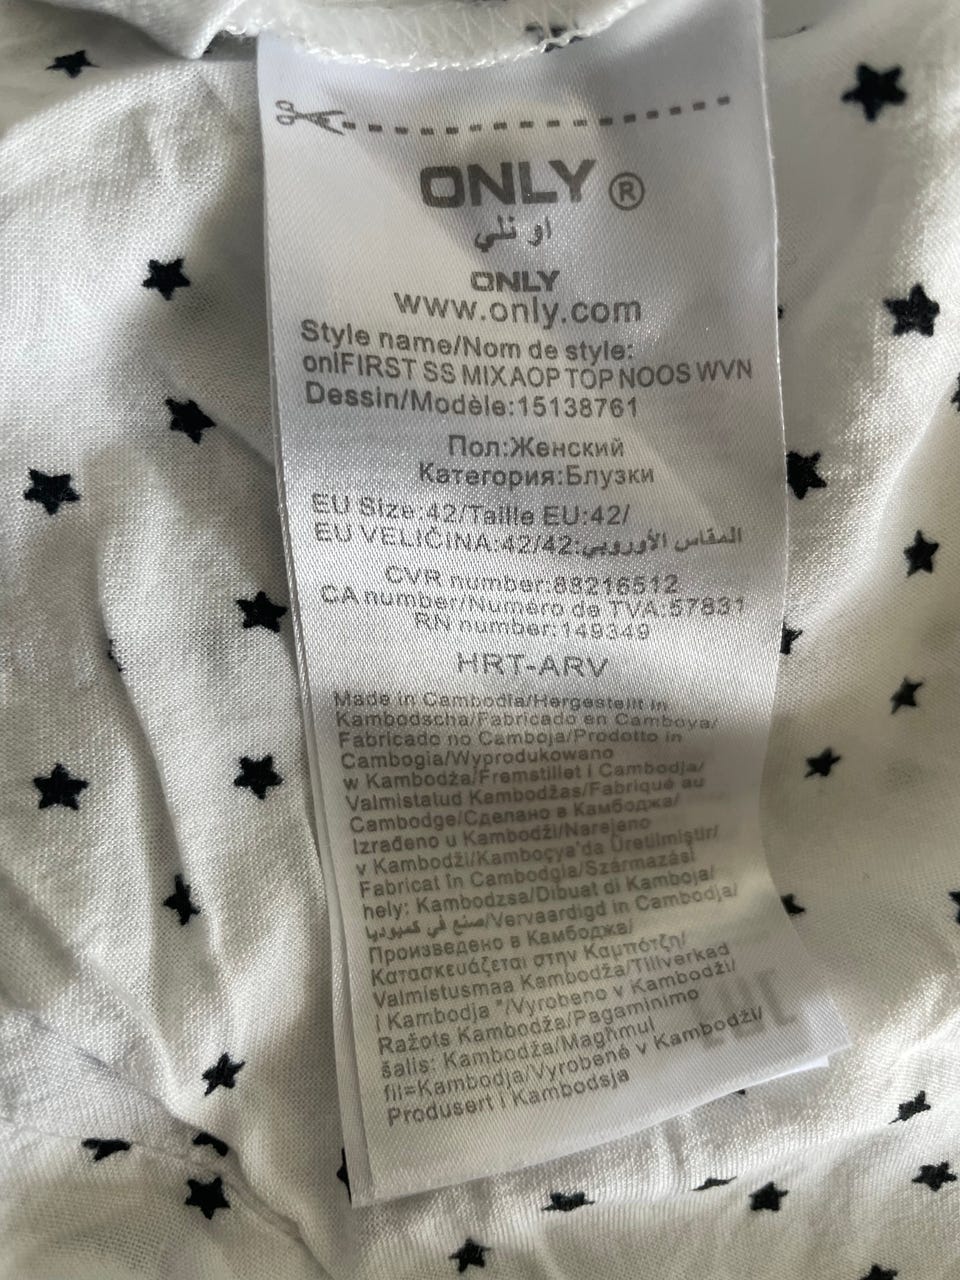 ONLY ®
اونلي
ONLY
www.only.com
Style name/Nom de style:
onlFIRST SS MIX AOP TOP NOOS WVN
Dessin/Modèle:15138761
Пол:Женский
Категория:Блузки
EU Size:42/Taille EU:42/
EU VELIČINA:42/42:المقاس الأوروبي
CVR number:88216512
CA number/Numéro de TVA:57831
RN number:149349
HRT-ARV
Made in Cambodia/Hergestellt in
Kambodscha/Fabricado en Camboya/
Fabricado no Camboja/Prodotto in
Cambogia/Wyprodukowano
w Kambodża/Fremstillet i Cambodja/
Valmistatud Kambodžas/Fabriqué au
Cambodge/Сделано в Камбоджа/
Izrađeno u Kambodži/Narejeno
v Kambodži/Kamboçya'da Üretilmiştir/
Fabricat în Cambodgia/Származási
hely: Kambodzsa/Dibuat di Kamboja/
صنع في كمبوديا/Vervaardigd in Cambodja/
Произведено в Камбоджа/
Κατασκευάζεται στην Καμπότζη/
Valmistusmaa Kambodža/Tillverkad
i Kambodja "/Vyrobeno v Kambodži/
Ražots Kambodža/Pagaminimo
šalis: Kambodža/Magħmul
fil=Kambodja/Vyrobené v Kambodži/
Produsert i Kambodsja